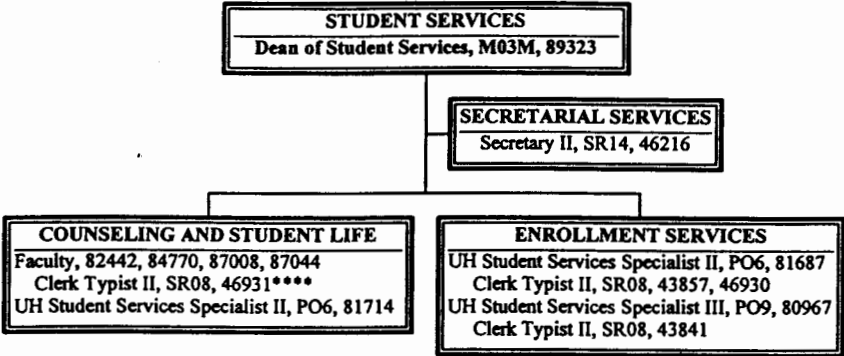 STUDENT SERVICES
Dean of Student Services, M03M, 89323
SECRETARIAL SERVICES
Secretary II, SR14, 46216
COUNSELING AND STUDENT LIFE
Faculty, 82442, 84770, 87008, 87044
Clerk Typist II, SR08, 46931****
UH Student Services Specialist II, PO6, 81714
ENROLLMENT SERVICES
UH Student Services Specialist II, PO6, 81687
Clerk Typist II, SR08, 43857, 46930
UH Student Services Specialist III, PO9, 80967
Clerk Typist II, SR08, 43841